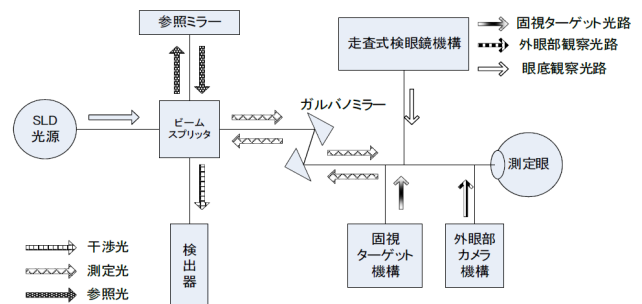 参照ミラー
走査式検眼鏡機構
固視ターゲット光路
外眼部観察光路
眼底観察光路
SLD
光源
ビーム
スプリッタ
ガルバノミラー
測定眼
検
出
器
固視
ターゲット
機構
外眼部
カメラ
機構
干渉光
測定光
参照光